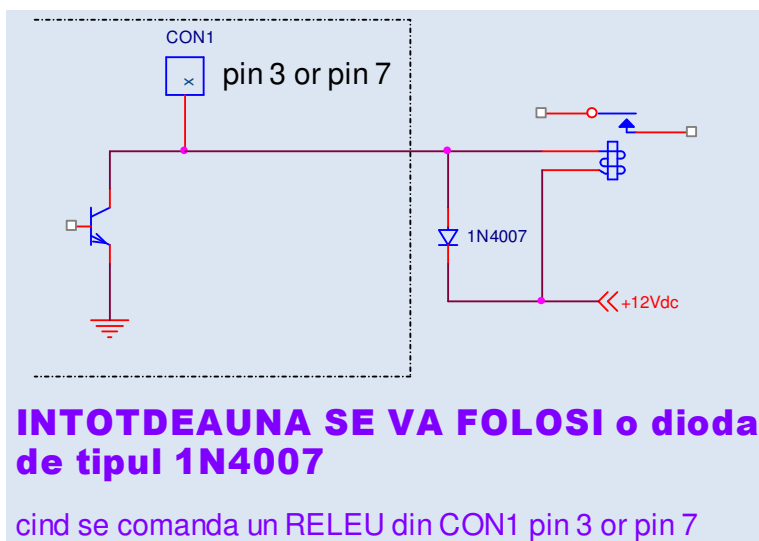 CON1
x
pin 3 or pin 7
1N4007
+12Vdc
INTOTDEAUNA SE VA FOLOSI o dioda
de tipul 1N4007
cind se comanda un RELEU din CON1 pin 3 or pin 7